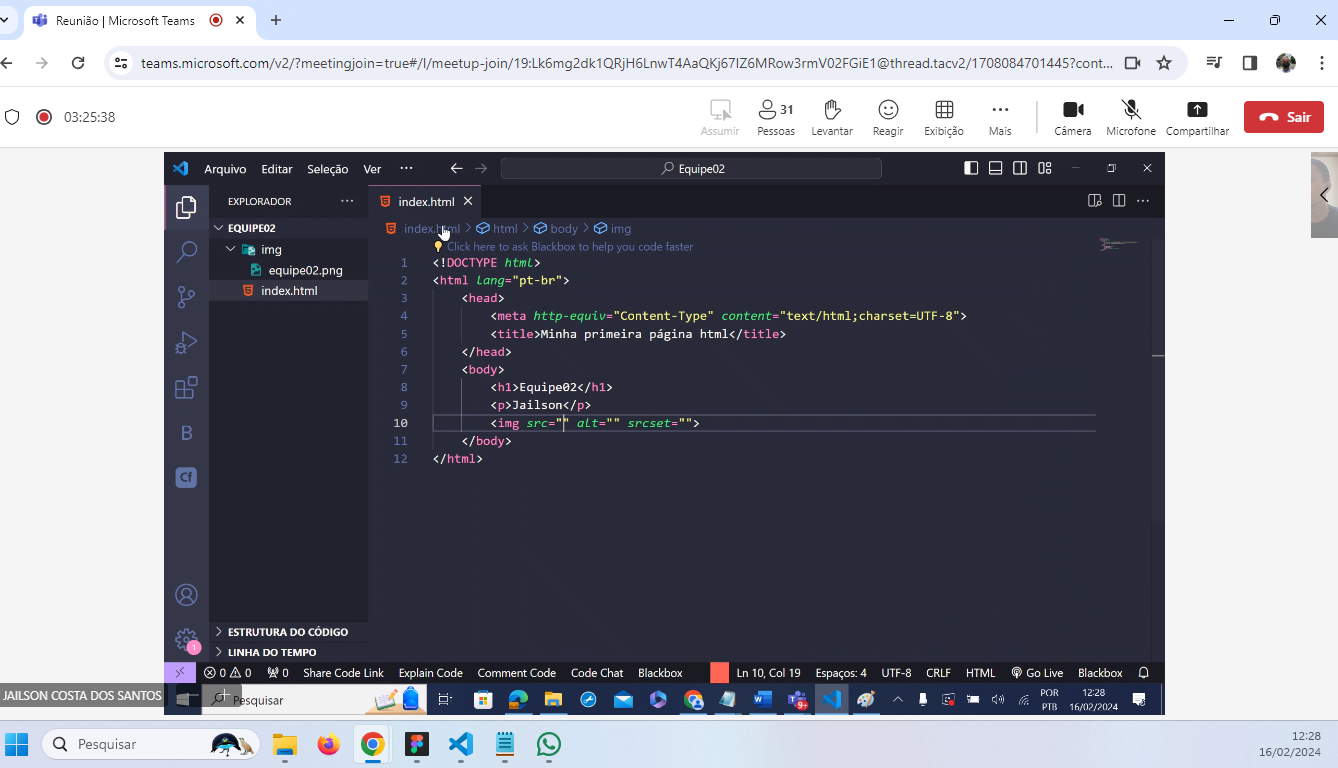 Reunião | Microsoft Teams
teams.microsoft.com/v2/?meetingjoin=true#/l/meetup-join/19:Lk6mg2dk1QRjH6LnwT4AaQKj67IZ6MRow3rmV02FGiE1@thread.tacv2/1708084701445?cont...
03:25:38
31
Assumir Pessoas Levantar Reagir Exibição Mais Câmera Microfone Compartilhar Sair
Arquivo Editar Seleção Ver ··· Equipe02
EXPLORADOR ···
index.html
EQUIPE02
index.html > html > body > img
img
Click here to ask Blackbox to help you code faster
equipe02.png
index.html
1 <!DOCTYPE html>
2 <html lang="pt-br">
3 <head>
4 <meta http-equiv="Content-Type" content="text/html;charset=UTF-8">
5 <title>Minha primeira página html</title>
6 </head>
7 <body>
8 <h1>Equipe02</h1>
9 <p>Jailson</p>
10 <img src="" alt="" srcset="">
11 </body>
12 </html>
B
Cf
ESTRUTURA DO CÓDIGO
LINHA DO TEMPO
1
0 0 0 Share Code Link Explain Code Comment Code Code Chat Blackbox Ln 10, Col 19 Espaços: 4 UTF-8 CRLF HTML Go Live Blackbox
JAILSON COSTA DOS SANTOS
Pesquisar
9+
POR
PTB
12:28
16/02/2024
Pesquisar
12:28
16/02/2024